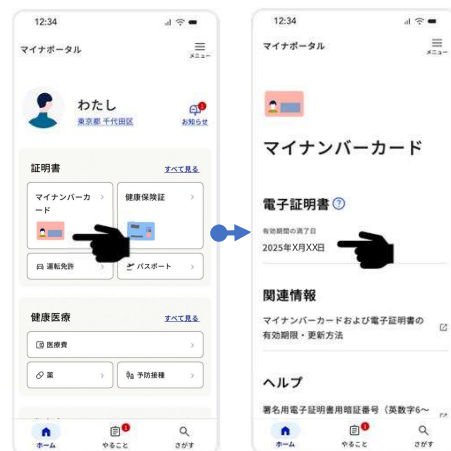 12:34
マイナポータル
メニュー
わたし
東京都 千代田区
お知らせ
1
証明書
すべて見る
マイナンバーカ
ード
健康保険証
運転免許
パスポート
健康医療
すべて見る
医療費
薬
予防接種
ホーム
やること
1
さがす
12:34
マイナポータル
メニュー
マイナンバーカード
電子証明書
有効期間の満了日
2025年X月XX日
関連情報
マイナンバーカードおよび電子証明書の
有効期限・更新方法
ヘルプ
署名用電子証明書用暗証番号(英数字6〜
ホーム
やること
1
さがす